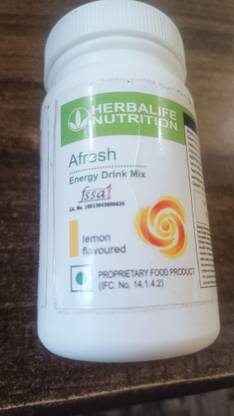 HERBALIFE
NUTRITION
Afresh
Energy Drink Mix
fssai
lemon
flavoured
PROPRIETARY FOOD PRODUCT
(IFC. No. 14.1.4.2)